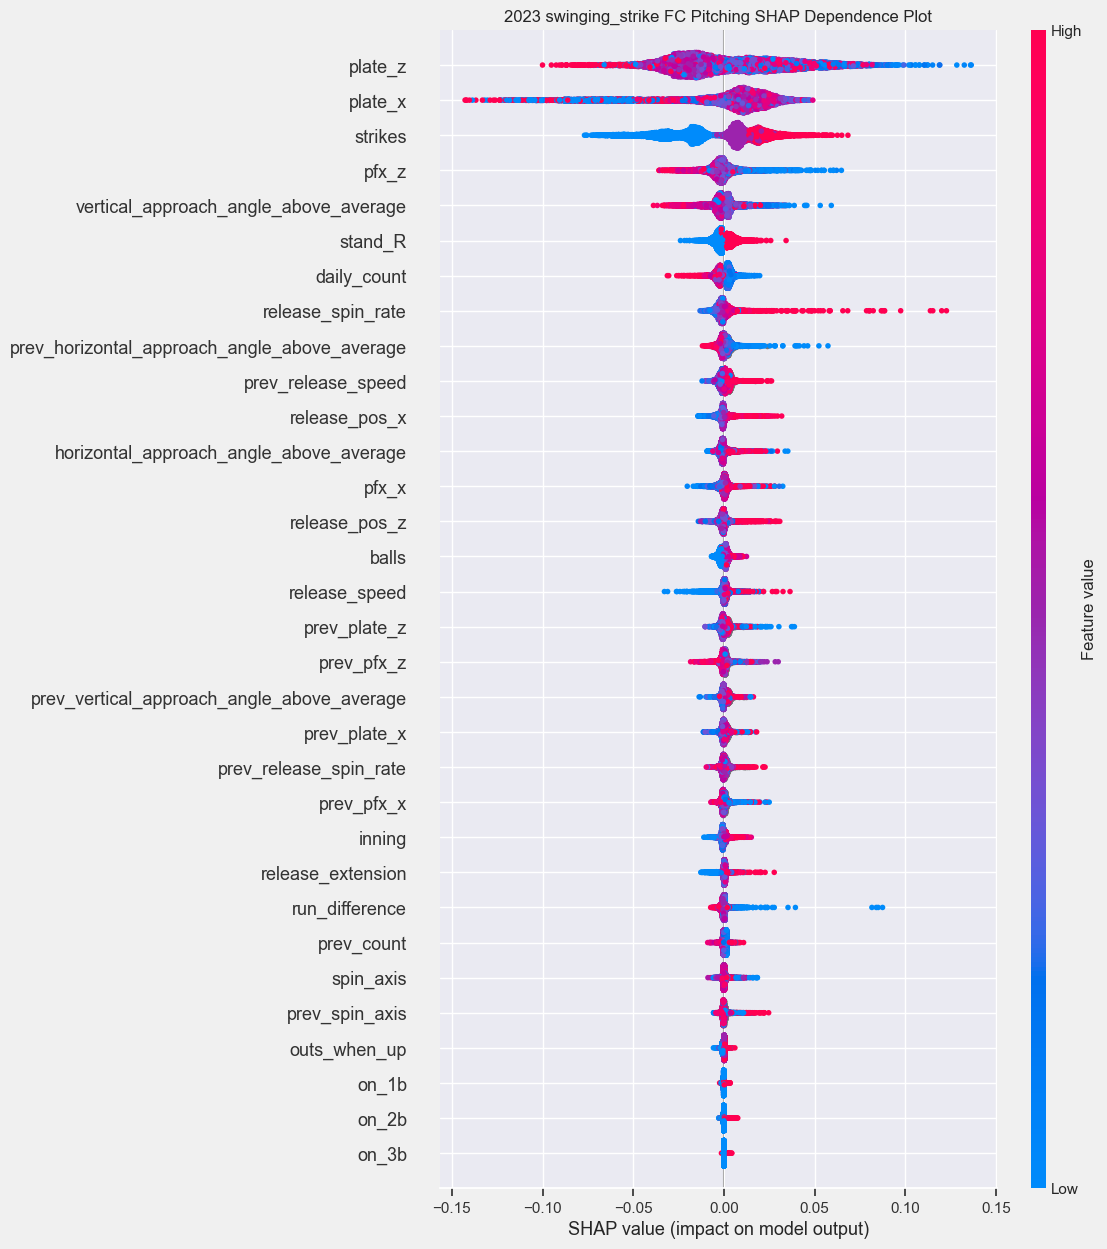 2023 swinging_strike FC Pitching SHAP Dependence Plot
High
plate_z
plate_x
strikes
pfx_z
vertical_approach_angle_above_average
stand_R
daily_count
release_spin_rate
prev_horizontal_approach_angle_above_average
prev_release_speed
release_pos_x
horizontal_approach_angle_above_average
pfx_x
release_pos_z
balls
release_speed
prev_plate_z
prev_pfx_z
prev_vertical_approach_angle_above_average
prev_plate_x
prev_release_spin_rate
prev_pfx_x
inning
release_extension
run_difference
prev_count
spin_axis
prev_spin_axis
outs_when_up
on_1b
on_2b
on_3b
Feature value
Low
−0.15 −0.10 −0.05 0.00 0.05 0.10 0.15
SHAP value (impact on model output)